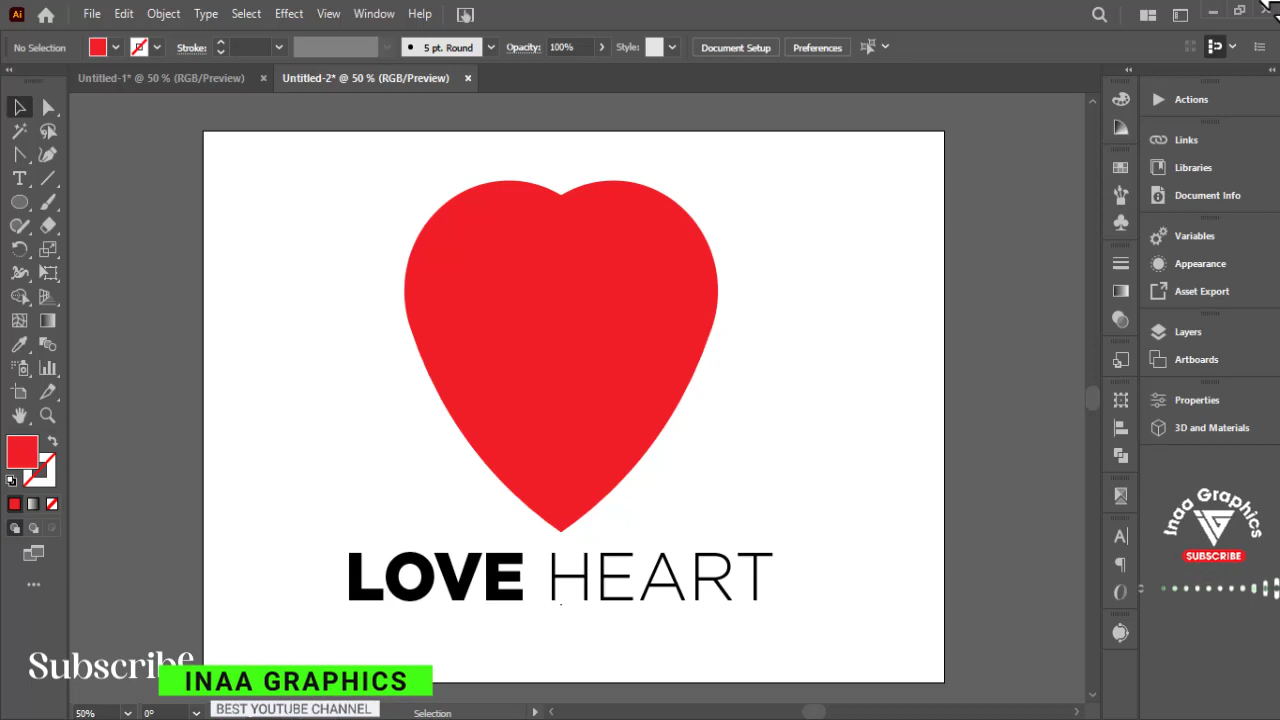 Ai File Edit Object Type Select Effect View Window Help
No Selection Stroke: 5 pt. Round Opacity: 100% Style: Document Setup Preferences
Untitled-1* @ 50 % (RGB/Preview) × Untitled-2* @ 50 % (RGB/Preview) ×
Actions
Links
Libraries
Document Info
Variables
Appearance
Asset Export
Layers
Artboards
Properties
3D and Materials
LOVE HEART
Inaa Graphics
SUBSCRIBE
Subscribe
INAA GRAPHICS
BEST YOUTUBE CHANNEL
50% 0° Selection